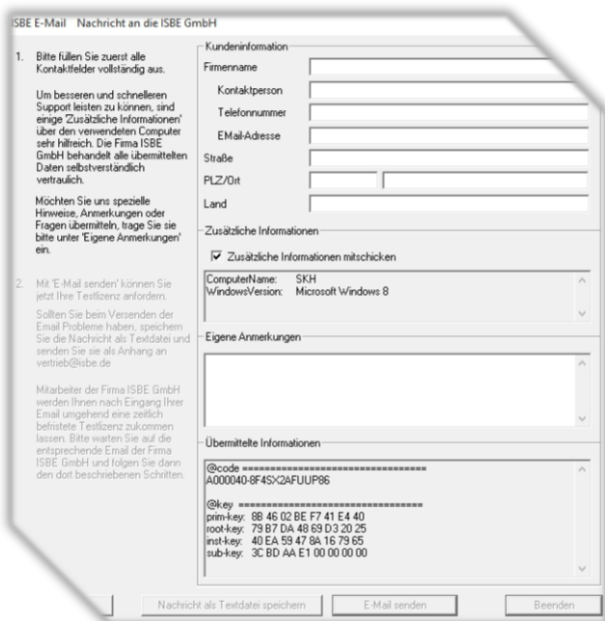 ISBE E-Mail Nachricht an die ISBE GmbH
1. Bitte füllen Sie zuerst alle
Kontaktfelder vollständig aus.
Um besseren und schnelleren
Support leisten zu können, sind
einige 'Zusätzliche Informationen'
über den verwendeten Computer
sehr hilfreich. Die Firma ISBE
GmbH behandelt alle übermittelten
Daten selbstverständlich
vertraulich.
Möchten Sie uns spezielle
Hinweise, Anmerkungen oder
Fragen übermitteln, trage Sie sie
bitte unter 'Eigene Anmerkungen'
ein.
2. Mit 'E-Mail senden' können Sie
jetzt Ihre Testlizenz anfordern.
Sollten Sie beim Versenden der
Email Probleme haben, speichern
Sie die Nachricht als Textdatei und
senden Sie sie als Anhang an
vertrieb@isbe.de
Mitarbeiter der Firma ISBE GmbH
werden Ihnen nach Eingang Ihrer
Email umgehend eine zeitlich
befristete Testlizenz zukommen
lassen. Bitte warten Sie auf die
entsprechende Email der Firma
ISBE GmbH und folgen Sie dann
den dort beschriebenen Schritten.
Kundeninformation
Firmenname
Kontaktperson
Telefonnummer
EMail-Adresse
Straße
PLZ/Ort
Land
Zusätzliche Informationen
Zusätzliche Informationen mitschicken
ComputerName: SKH
WindowsVersion: Microsoft Windows 8
Eigene Anmerkungen
Übermittelte Informationen
@code ==================================
A000040-8F4SX2AFUUP86
@key ==================================
prim-key: 8B 46 02 BE F7 41 E4 40
root-key: 79 B7 DA 48 69 D3 20 25
inst-key: 40 EA 59 47 8A 16 79 65
sub-key: 3C BD AA E1 00 00 00 00
Nachricht als Textdatei speichern E-Mail senden Beenden